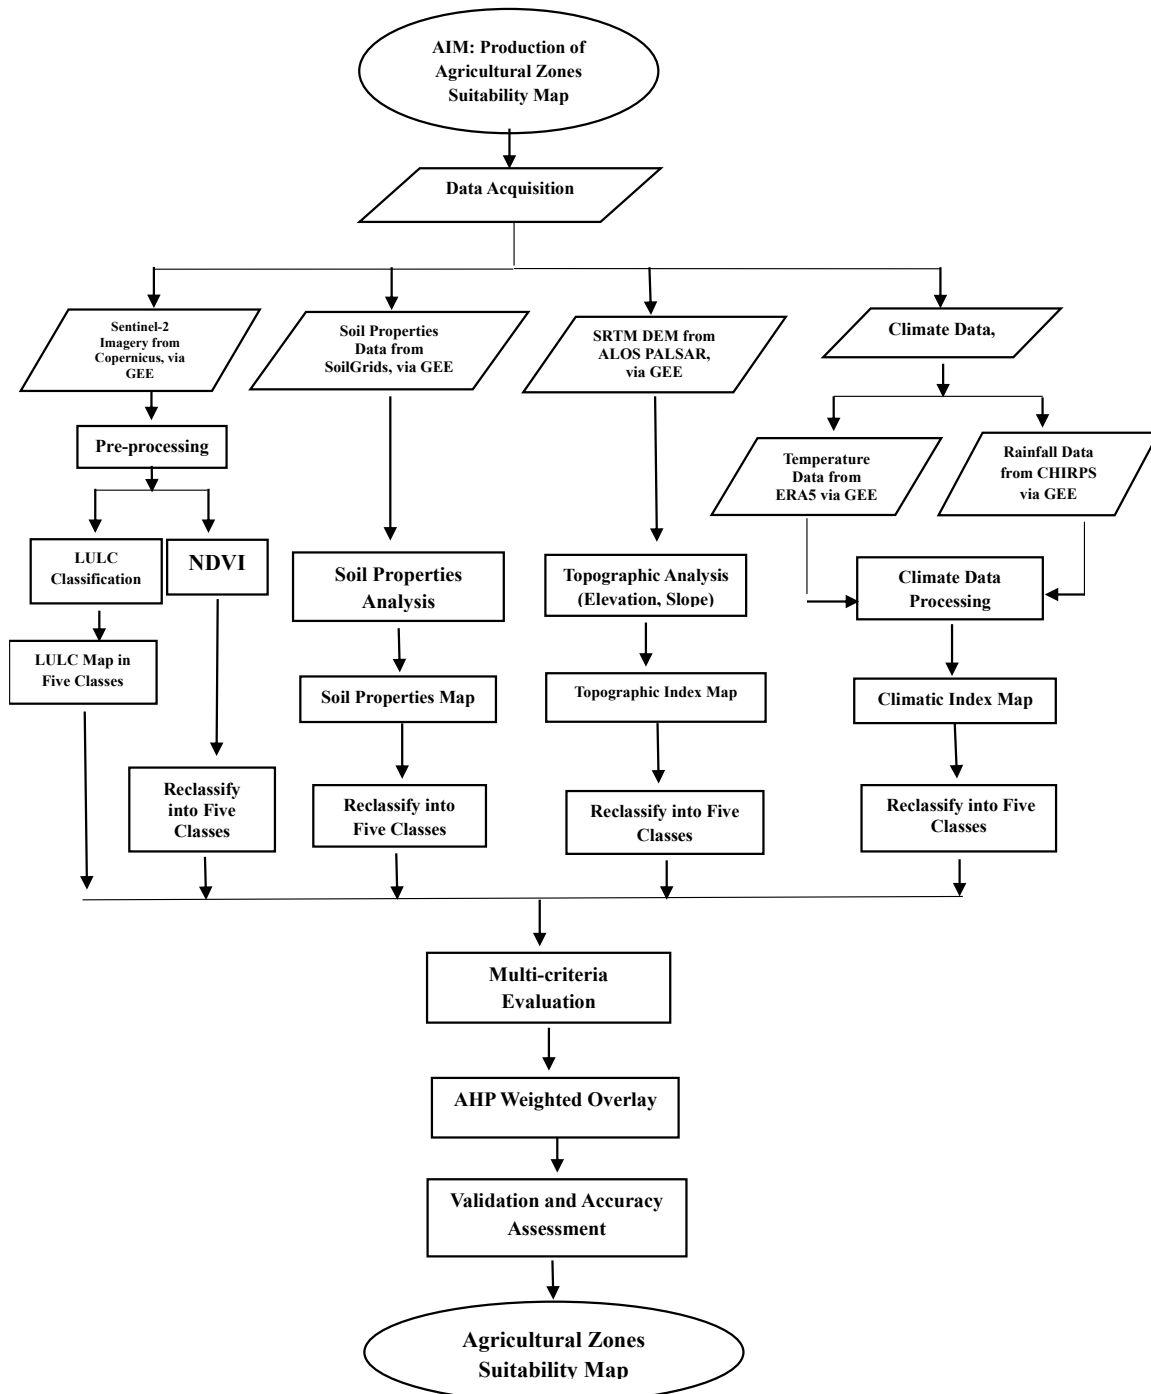 AIM: Production of
Agricultural Zones
Suitability Map
Data Acquisition
Sentinel-2
Imagery from
Copernicus, via
GEE
Soil Properties
Data from
SoilGrids, via GEE
SRTM DEM from
ALOS PALSAR,
via GEE
Climate Data,
Temperature
Data from
ERA5 via GEE
Rainfall Data
from CHIRPS
via GEE
Pre-processing
LULC
Classification
NDVI
Soil Properties
Analysis
Topographic Analysis
(Elevation, Slope)
Climate Data
Processing
LULC Map in
Five Classes
Soil Properties Map
Topographic Index Map
Climatic Index Map
Reclassify
into Five
Classes
Reclassify into
Five Classes
Reclassify into Five
Classes
Reclassify into Five
Classes
Multi-criteria
Evaluation
AHP Weighted Overlay
Validation and Accuracy
Assessment
Agricultural Zones
Suitability Map